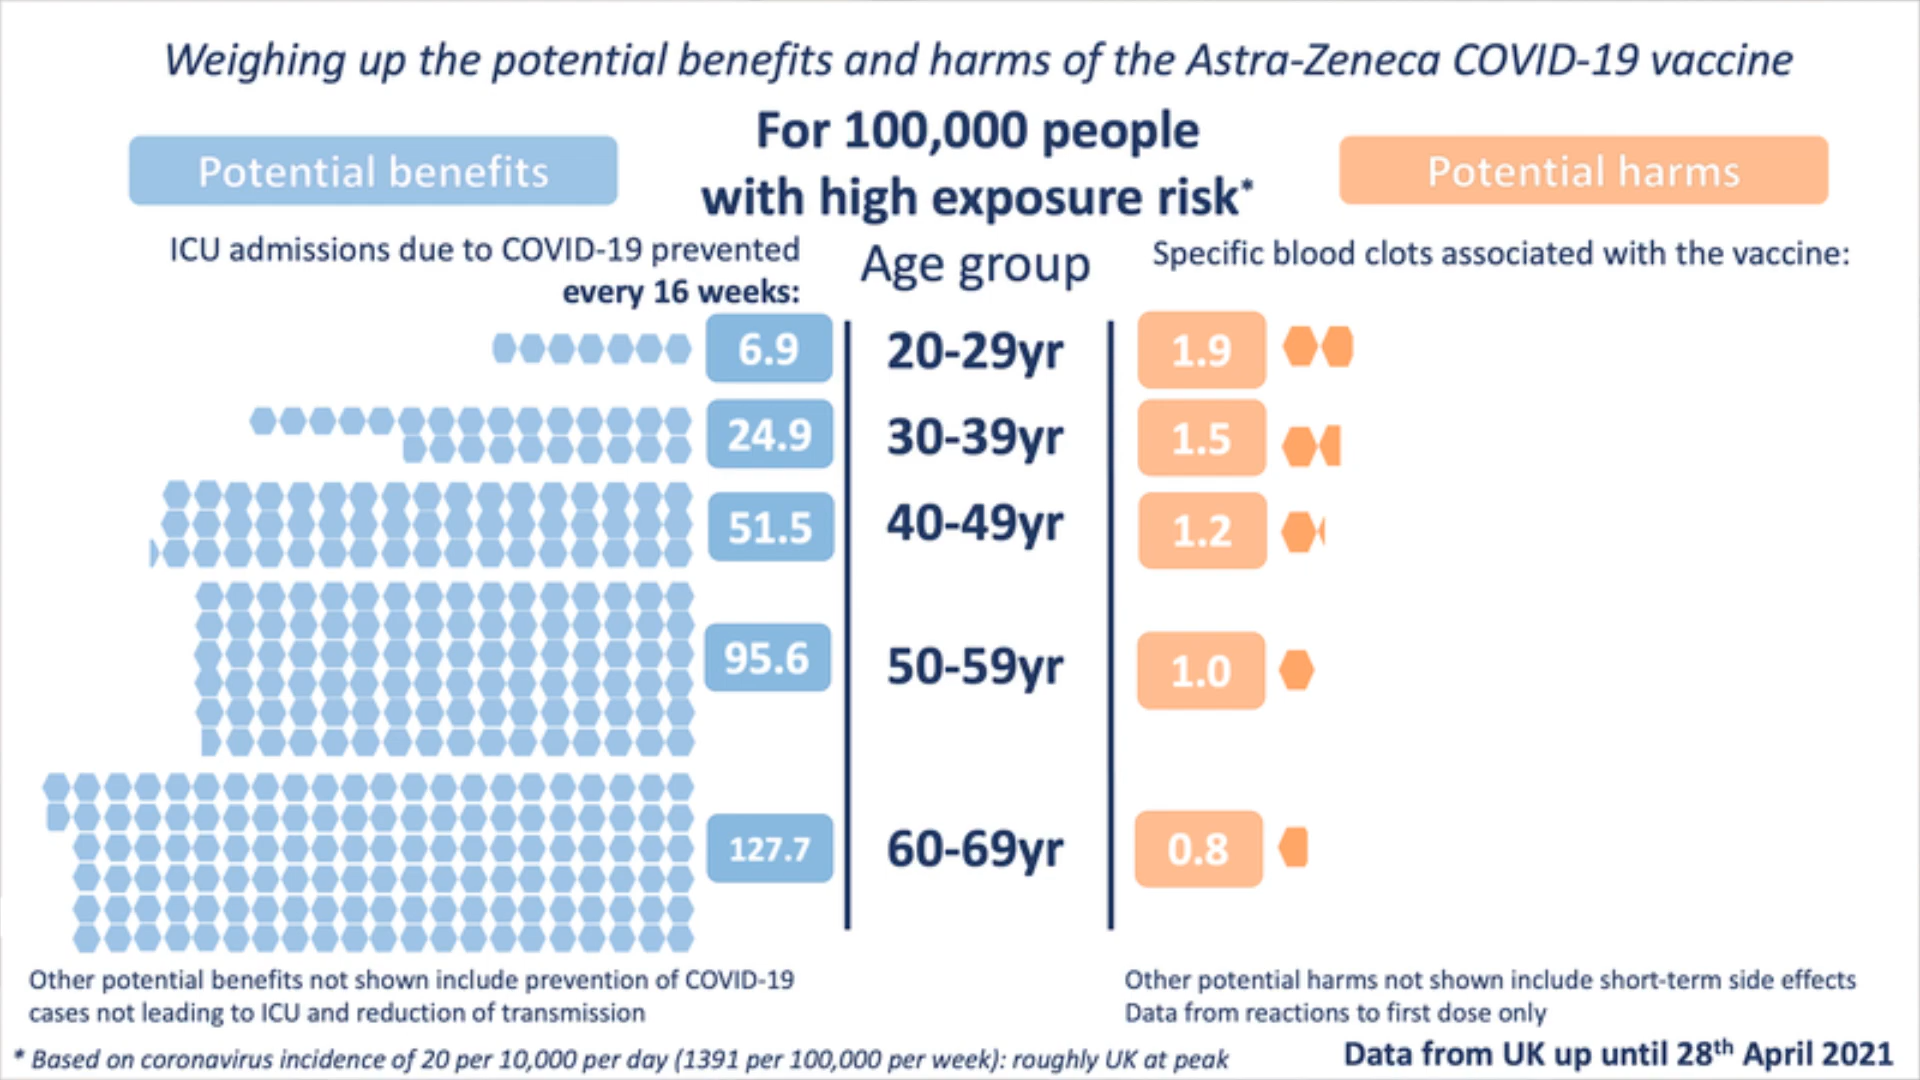 Weighing up the potential benefits and harms of the Astra-Zeneca COVID-19 vaccine
For 100,000 people
with high exposure risk*
Potential benefits
Potential harms
ICU admissions due to COVID-19 prevented
every 16 weeks:
Age group
Specific blood clots associated with the vaccine:
6.9 20-29yr 1.9
24.9 30-39yr 1.5
51.5 40-49yr 1.2
95.6 50-59yr 1.0
127.7 60-69yr 0.8
Other potential benefits not shown include prevention of COVID-19
cases not leading to ICU and reduction of transmission
Other potential harms not shown include short-term side effects
Data from reactions to first dose only
* Based on coronavirus incidence of 20 per 10,000 per day (1391 per 100,000 per week): roughly UK at peak
Data from UK up until 28th April 2021